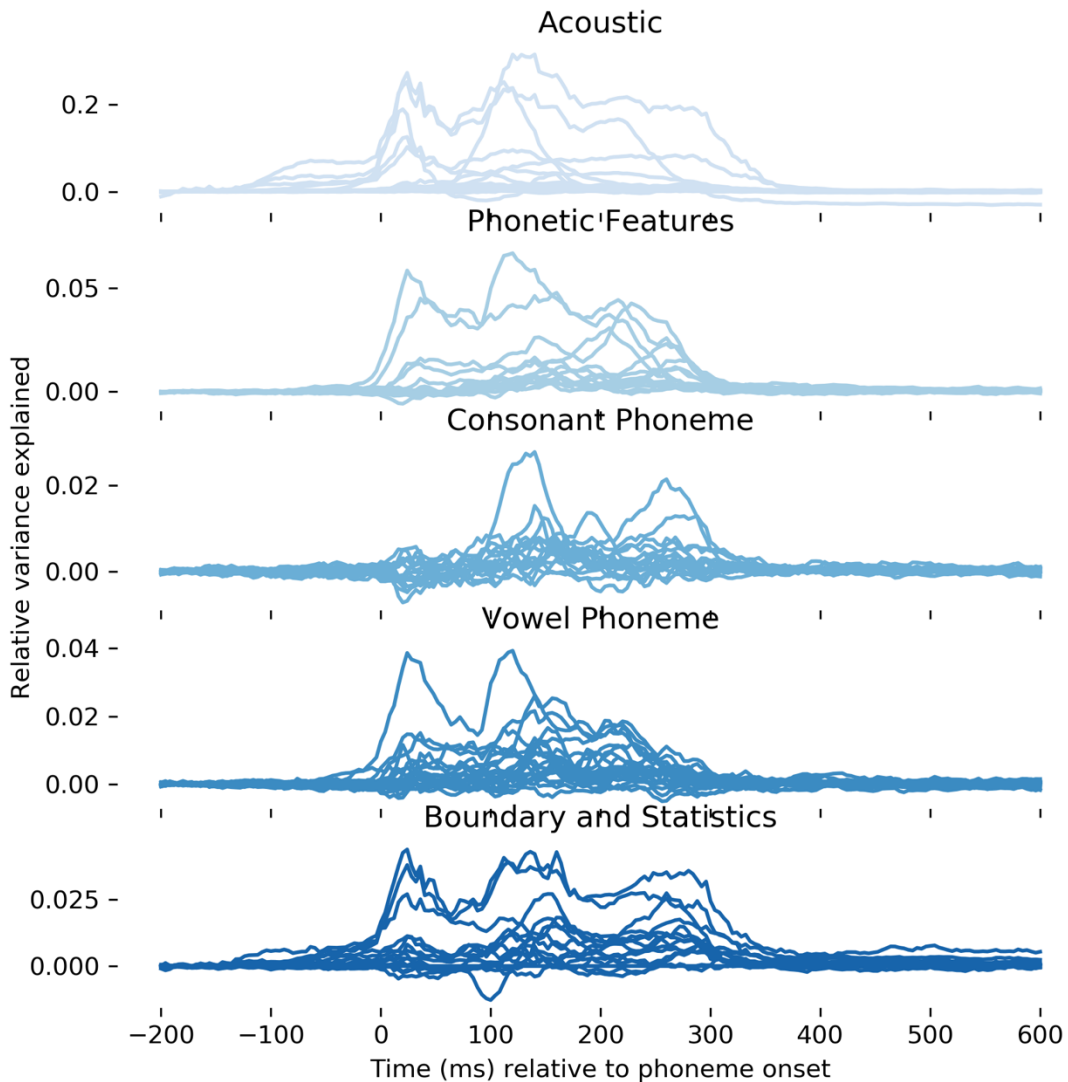 Acoustic
0.2
0.0
Phonetic Features
0.05
0.00
Consonant Phoneme
0.02
0.00
Vowel Phoneme
0.04
0.02
0.00
Boundary and Statistics
0.025
0.000
−200 −100 0 100 200 300 400 500 600
Time (ms) relative to phoneme onset
Relative variance explained